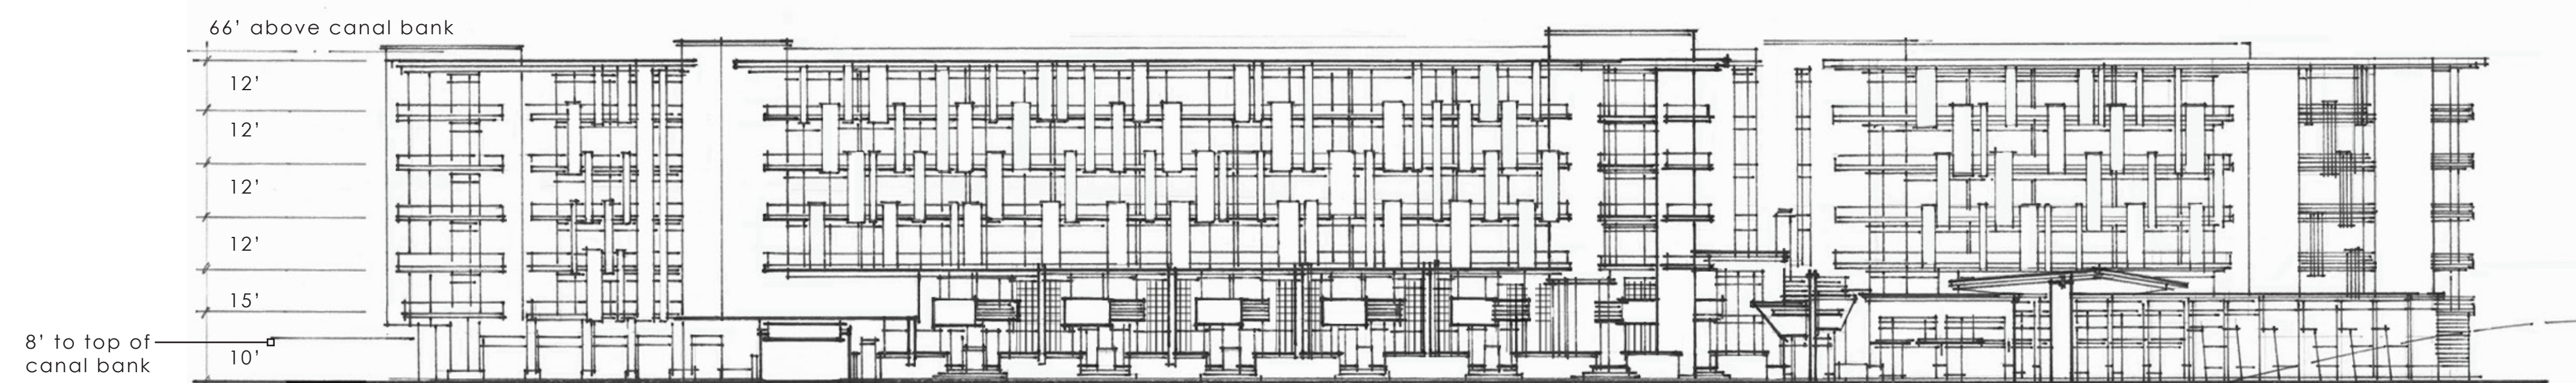 66’ above canal bank
12’
12’
12’
12’
15’
8’ to top of
canal bank
10’